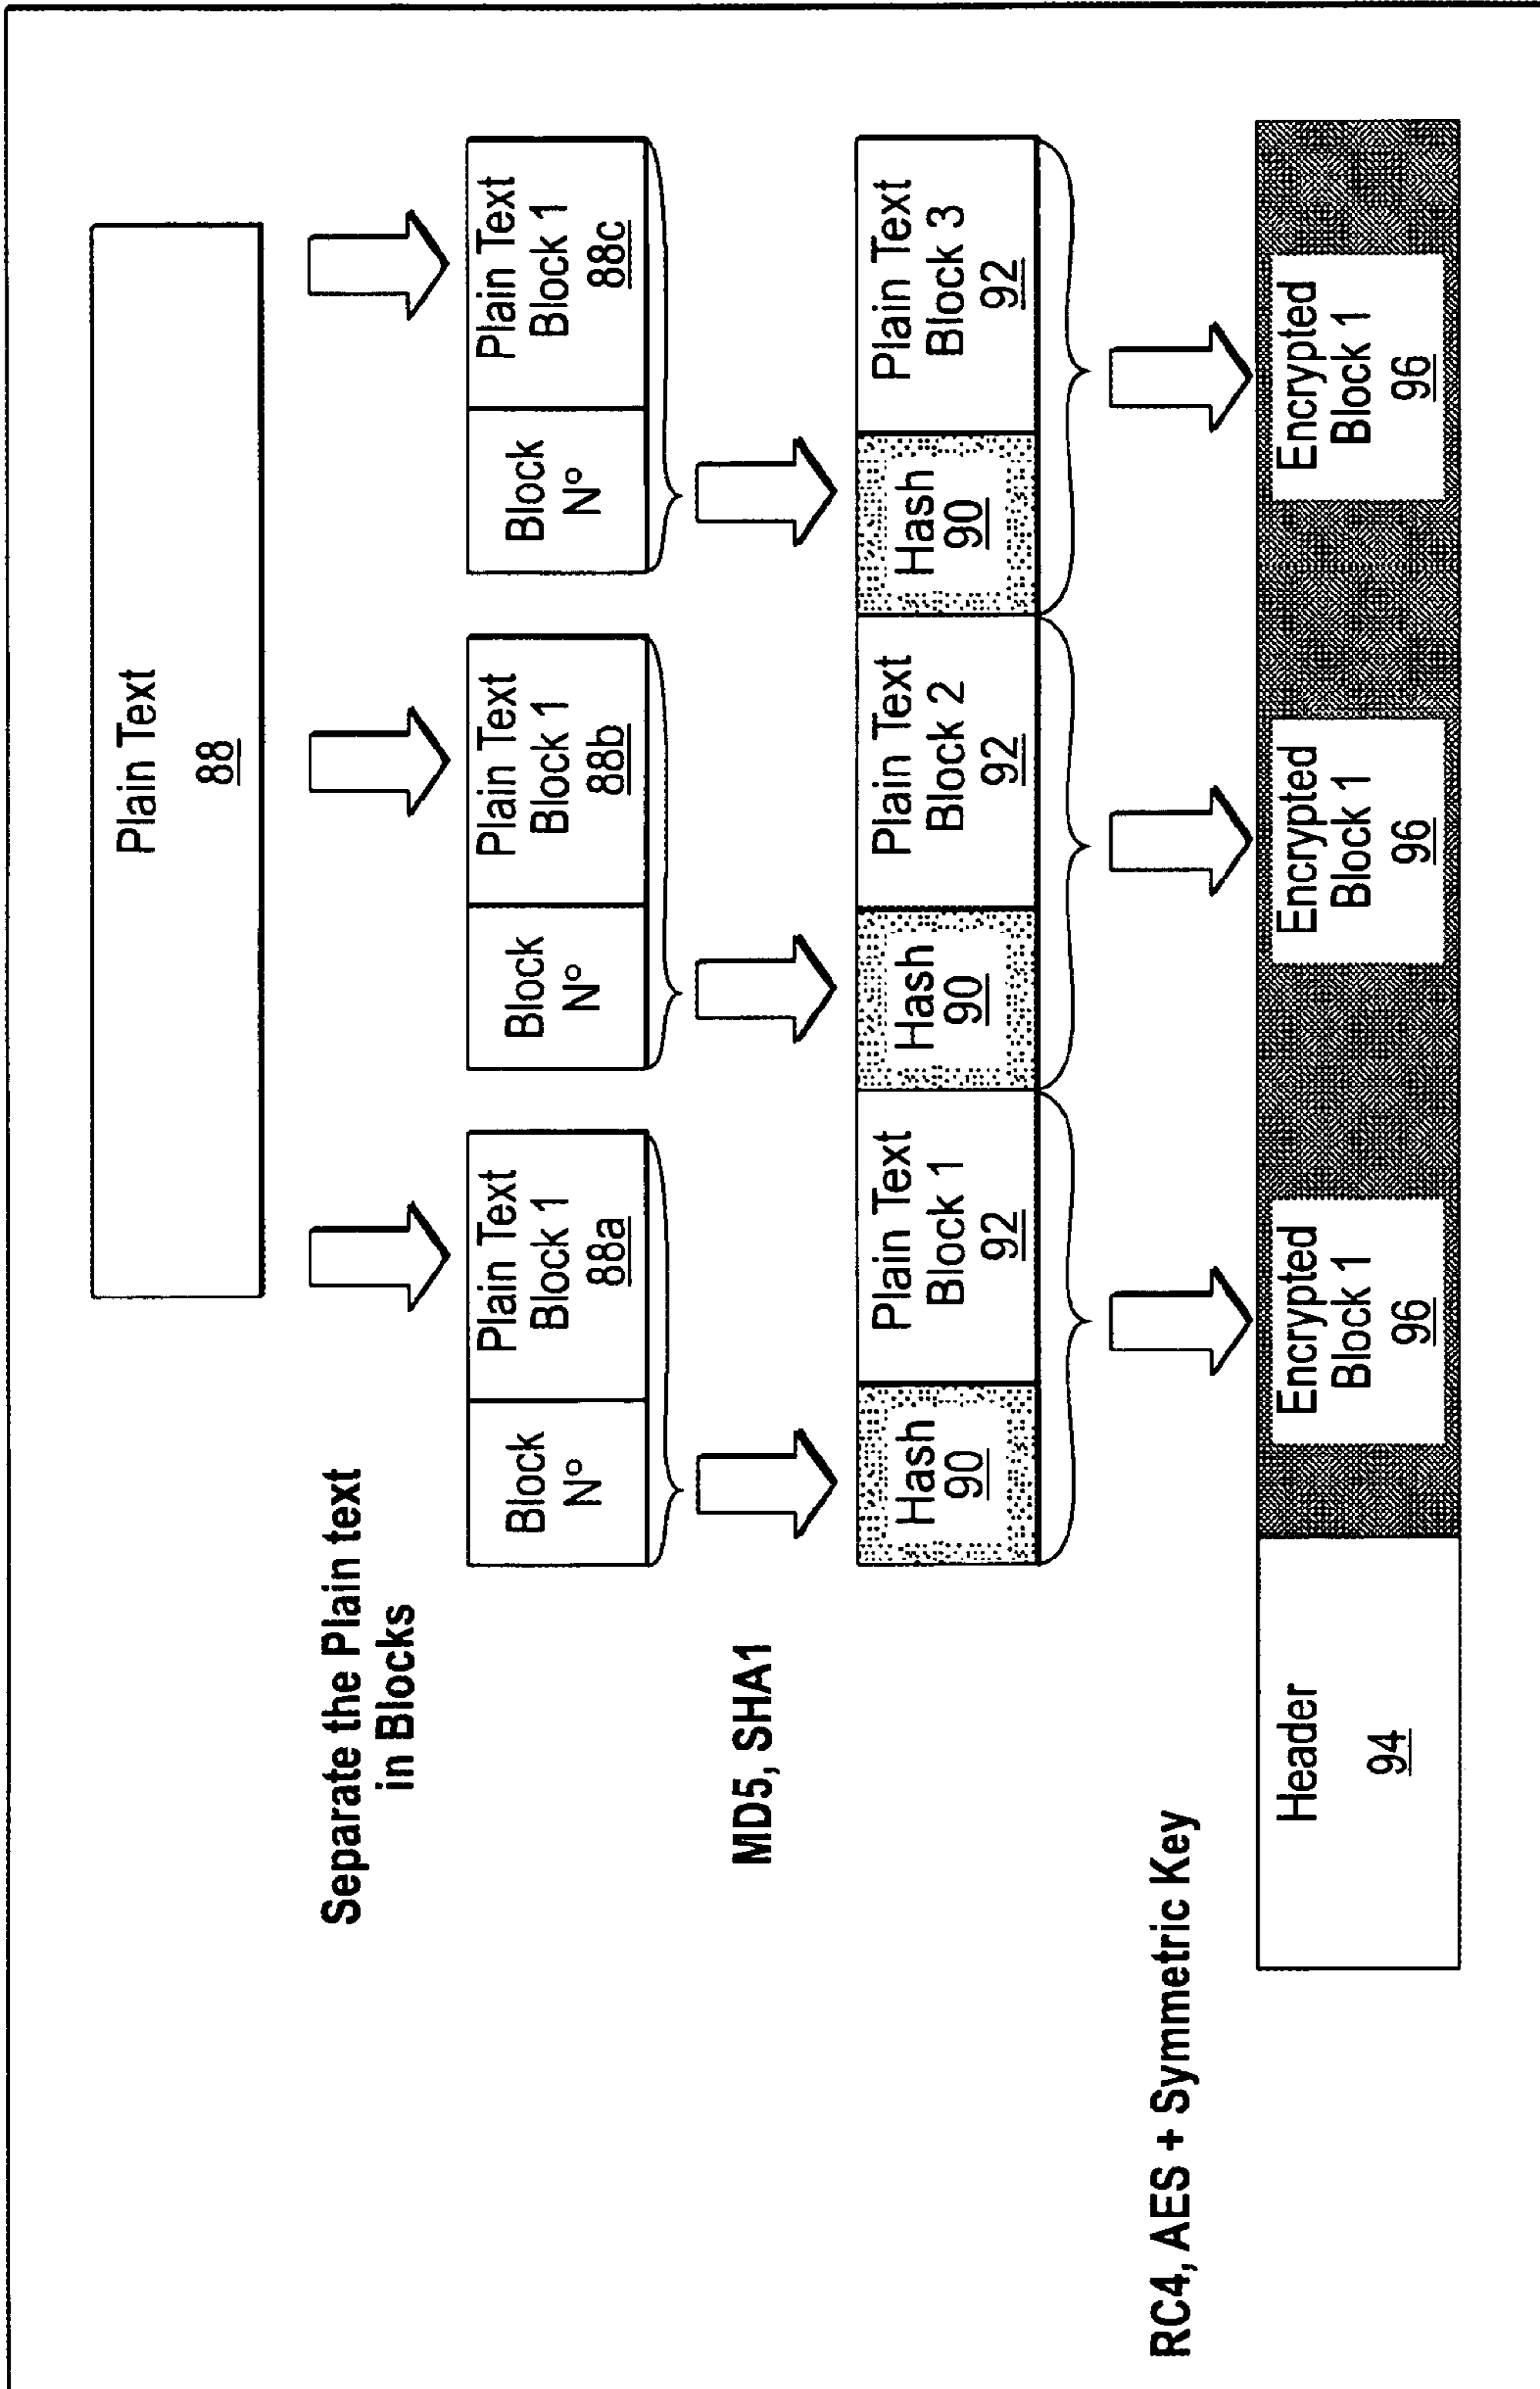 Plain Text
88
Separate the Plain text
in Blocks
Block
N°
Plain Text
Block 1
88a
Block
N°
Plain Text
Block 1
88b
Block
N°
Plain Text
Block 1
88c
MD5, SHA1
Hash
90
Plain Text
Block 1
92
Hash
90
Plain Text
Block 2
92
Hash
90
Plain Text
Block 3
92
RC4, AES + Symmetric Key
Header
94
Encrypted
Block 1
96
Encrypted
Block 1
96
Encrypted
Block 1
96